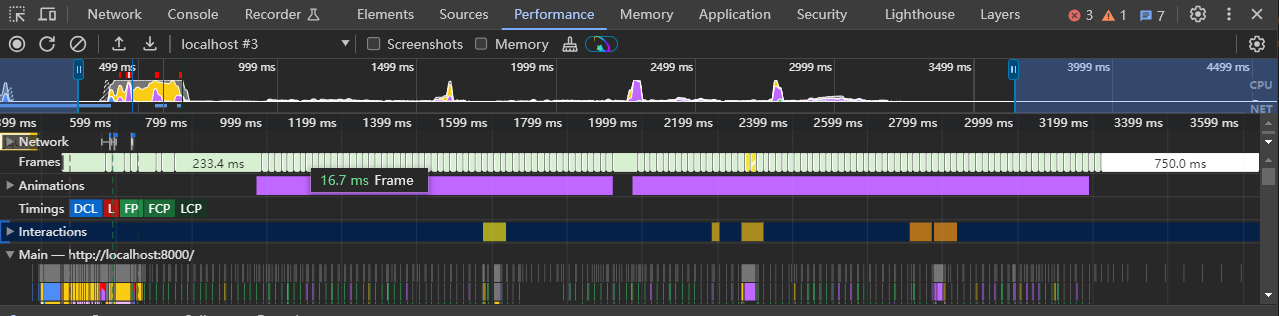 Network Console Recorder Elements Sources Performance Memory Application Security Lighthouse Layers 3 1 7
localhost #3 Screenshots Memory
499 ms 999 ms 1499 ms 1999 ms 2499 ms 2999 ms 3499 ms 3999 ms 4499 ms
CPU
NET
399 ms 599 ms 799 ms 999 ms 1199 ms 1399 ms 1599 ms 1799 ms 1999 ms 2199 ms 2399 ms 2599 ms 2799 ms 2999 ms 3199 ms 3399 ms 3599 ms
Network
Frames 233.4 ms 750.0 ms
16.7 ms Frame
Animations
Timings DCL L FP FCP LCP
Interactions
Main — http://localhost:8000/